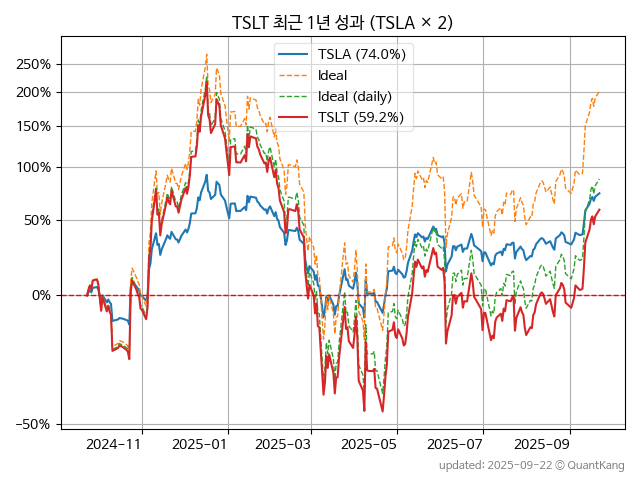 TSLT 최근 1년 성과 (TSLA × 2)
TSLA (74.0%)
Ideal
Ideal (daily)
TSLT (59.2%)
250%
200%
150%
100%
50%
0%
−50%
2024-11
2025-01
2025-03
2025-05
2025-07
2025-09
updated: 2025-09-22 © QuantKang